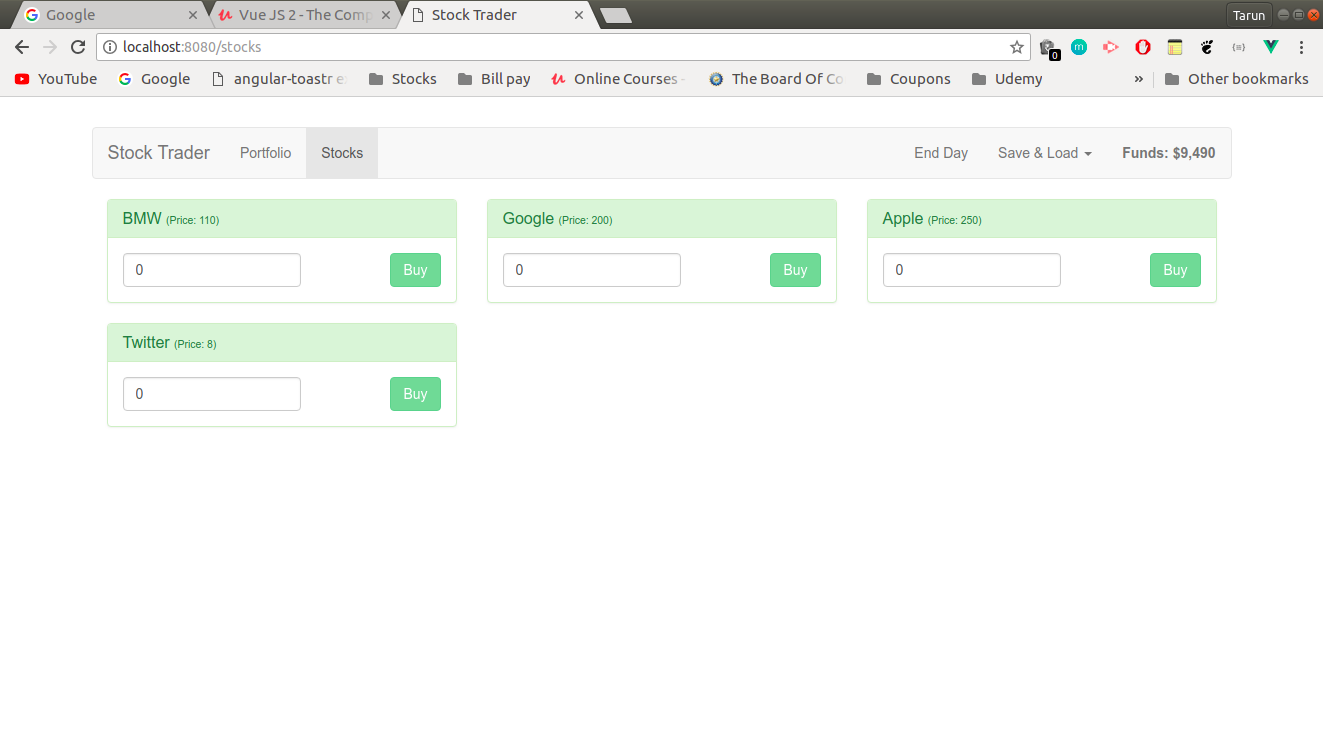 Google Vue JS 2 - The Comp Stock Trader Tarun
localhost:8080/stocks 0 m {=}
YouTube Google angular-toastr e Stocks Bill pay Online Courses - The Board Of Co Coupons Udemy » Other bookmarks
Stock Trader Portfolio Stocks End Day Save & Load Funds: $9,490
BMW (Price: 110) Google (Price: 200) Apple (Price: 250)
0 Buy 0 Buy 0 Buy
Twitter (Price: 8)
0 Buy